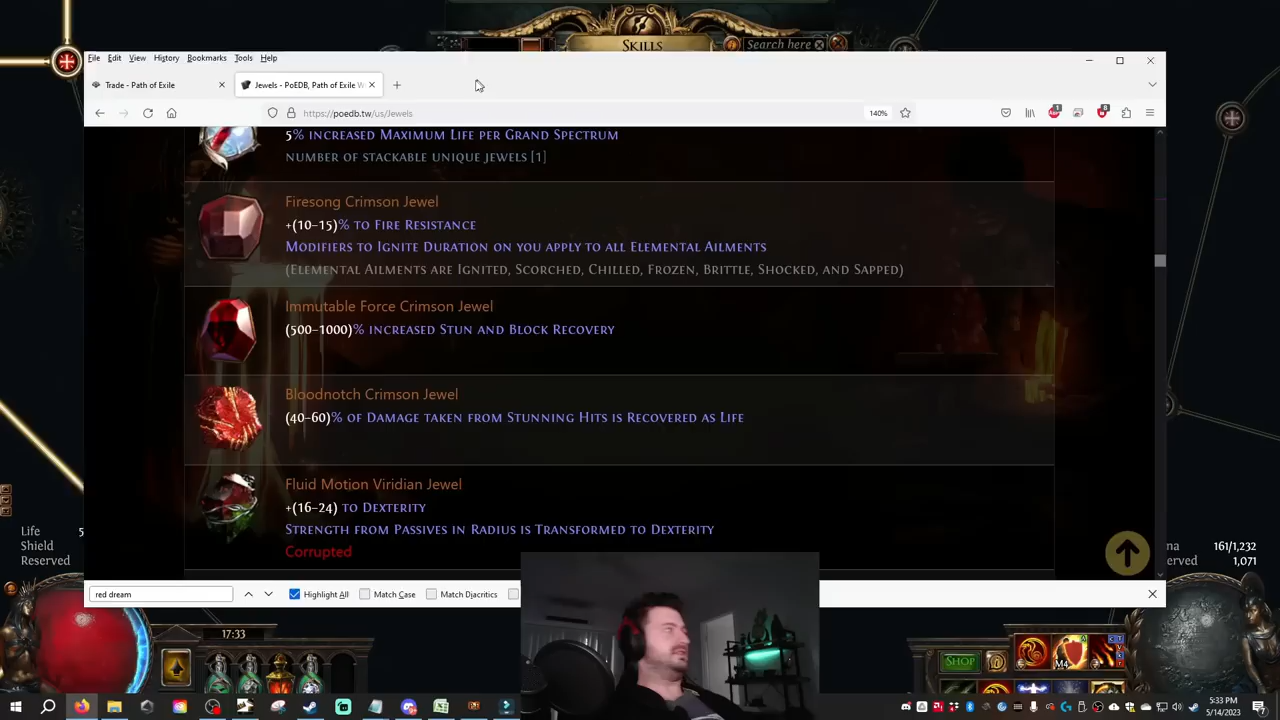 SKILLS
Search here
File Edit View History Bookmarks Tools Help
Trade - Path of Exile
Jewels - PoEDB, Path of Exile W
https://poedb.tw/us/Jewels
140%
5% increased Maximum Life per Grand Spectrum
number of stackable unique jewels [1]
Firesong Crimson Jewel
+(10–15)% to Fire Resistance
Modifiers to Ignite Duration on you apply to all Elemental Ailments
(Elemental Ailments are Ignited, Scorched, Chilled, Frozen, Brittle, Shocked, and Sapped)
Immutable Force Crimson Jewel
(500–1000)% increased Stun and Block Recovery
Bloodnotch Crimson Jewel
(40–60)% of Damage taken from Stunning Hits is Recovered as Life
Fluid Motion Viridian Jewel
+(16–24) to Dexterity
Strength from Passives in Radius is Transformed to Dexterity
Corrupted
Life 5
Shield
Reserved
na 161/1,232
erved 1,071
red dream
Highlight All
Match Case
Match Diacritics
17:33
SHOP
M4
5:33 PM
5/14/2023